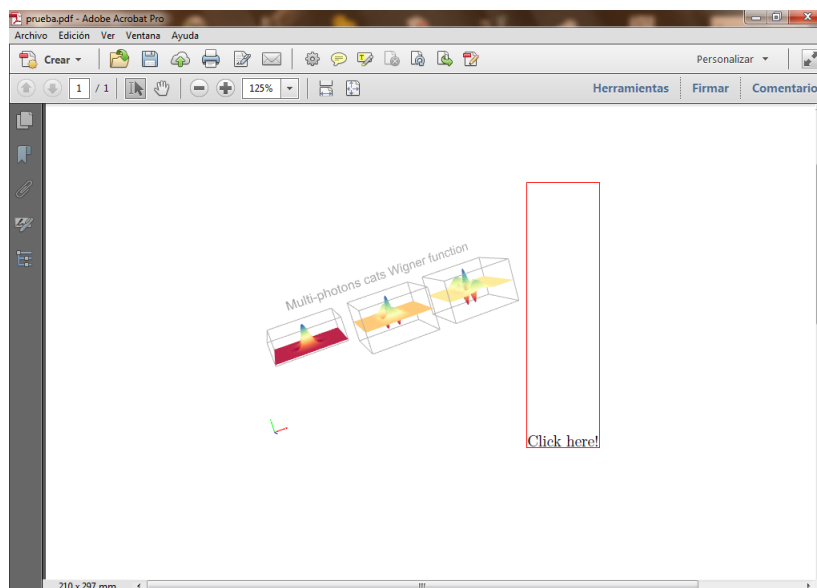 prueba.pdf - Adobe Acrobat Pro
Archivo Edición Ver Ventana Ayuda
Crear Personalizar
1 / 1 125% Herramientas Firmar Comentario
Multi-photons cats Wigner function
Click here!
210 x 297 mm